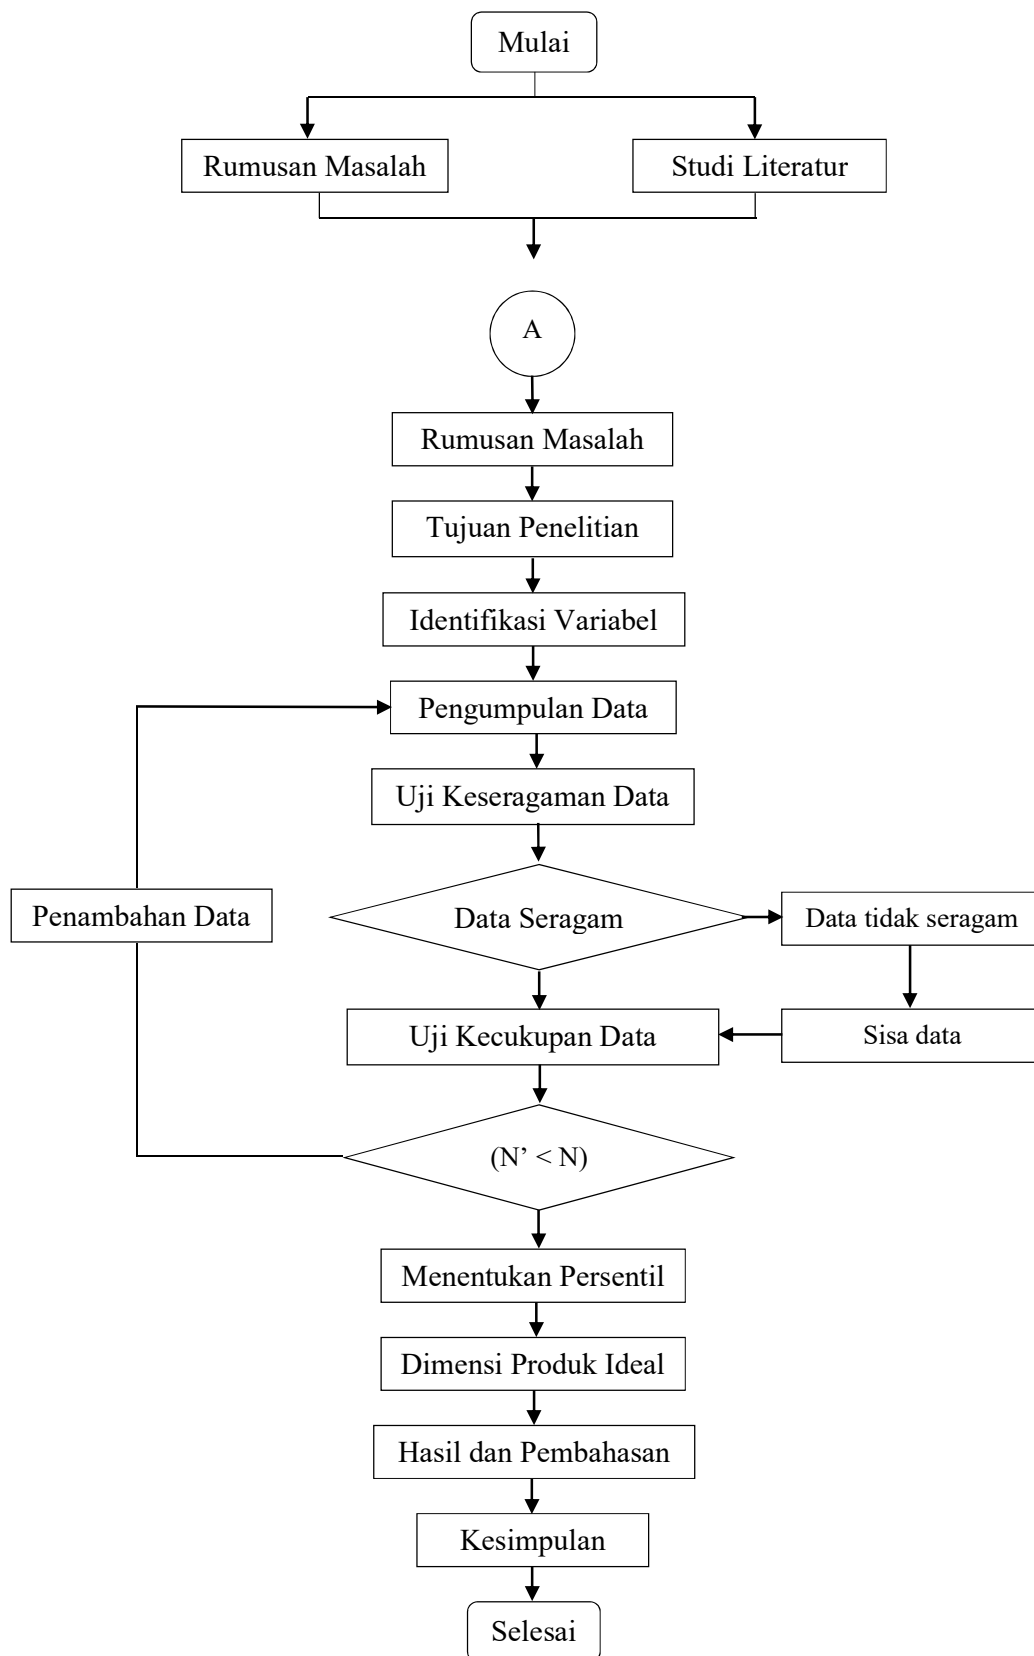 Mulai
Rumusan Masalah
Studi Literatur
A
Rumusan Masalah
Tujuan Penelitian
Identifikasi Variabel
Pengumpulan Data
Uji Keseragaman Data
Penambahan Data
Data Seragam
Data tidak seragam
Uji Kecukupan Data
Sisa data
(N’ < N)
Menentukan Persentil
Dimensi Produk Ideal
Hasil dan Pembahasan
Kesimpulan
Selesai